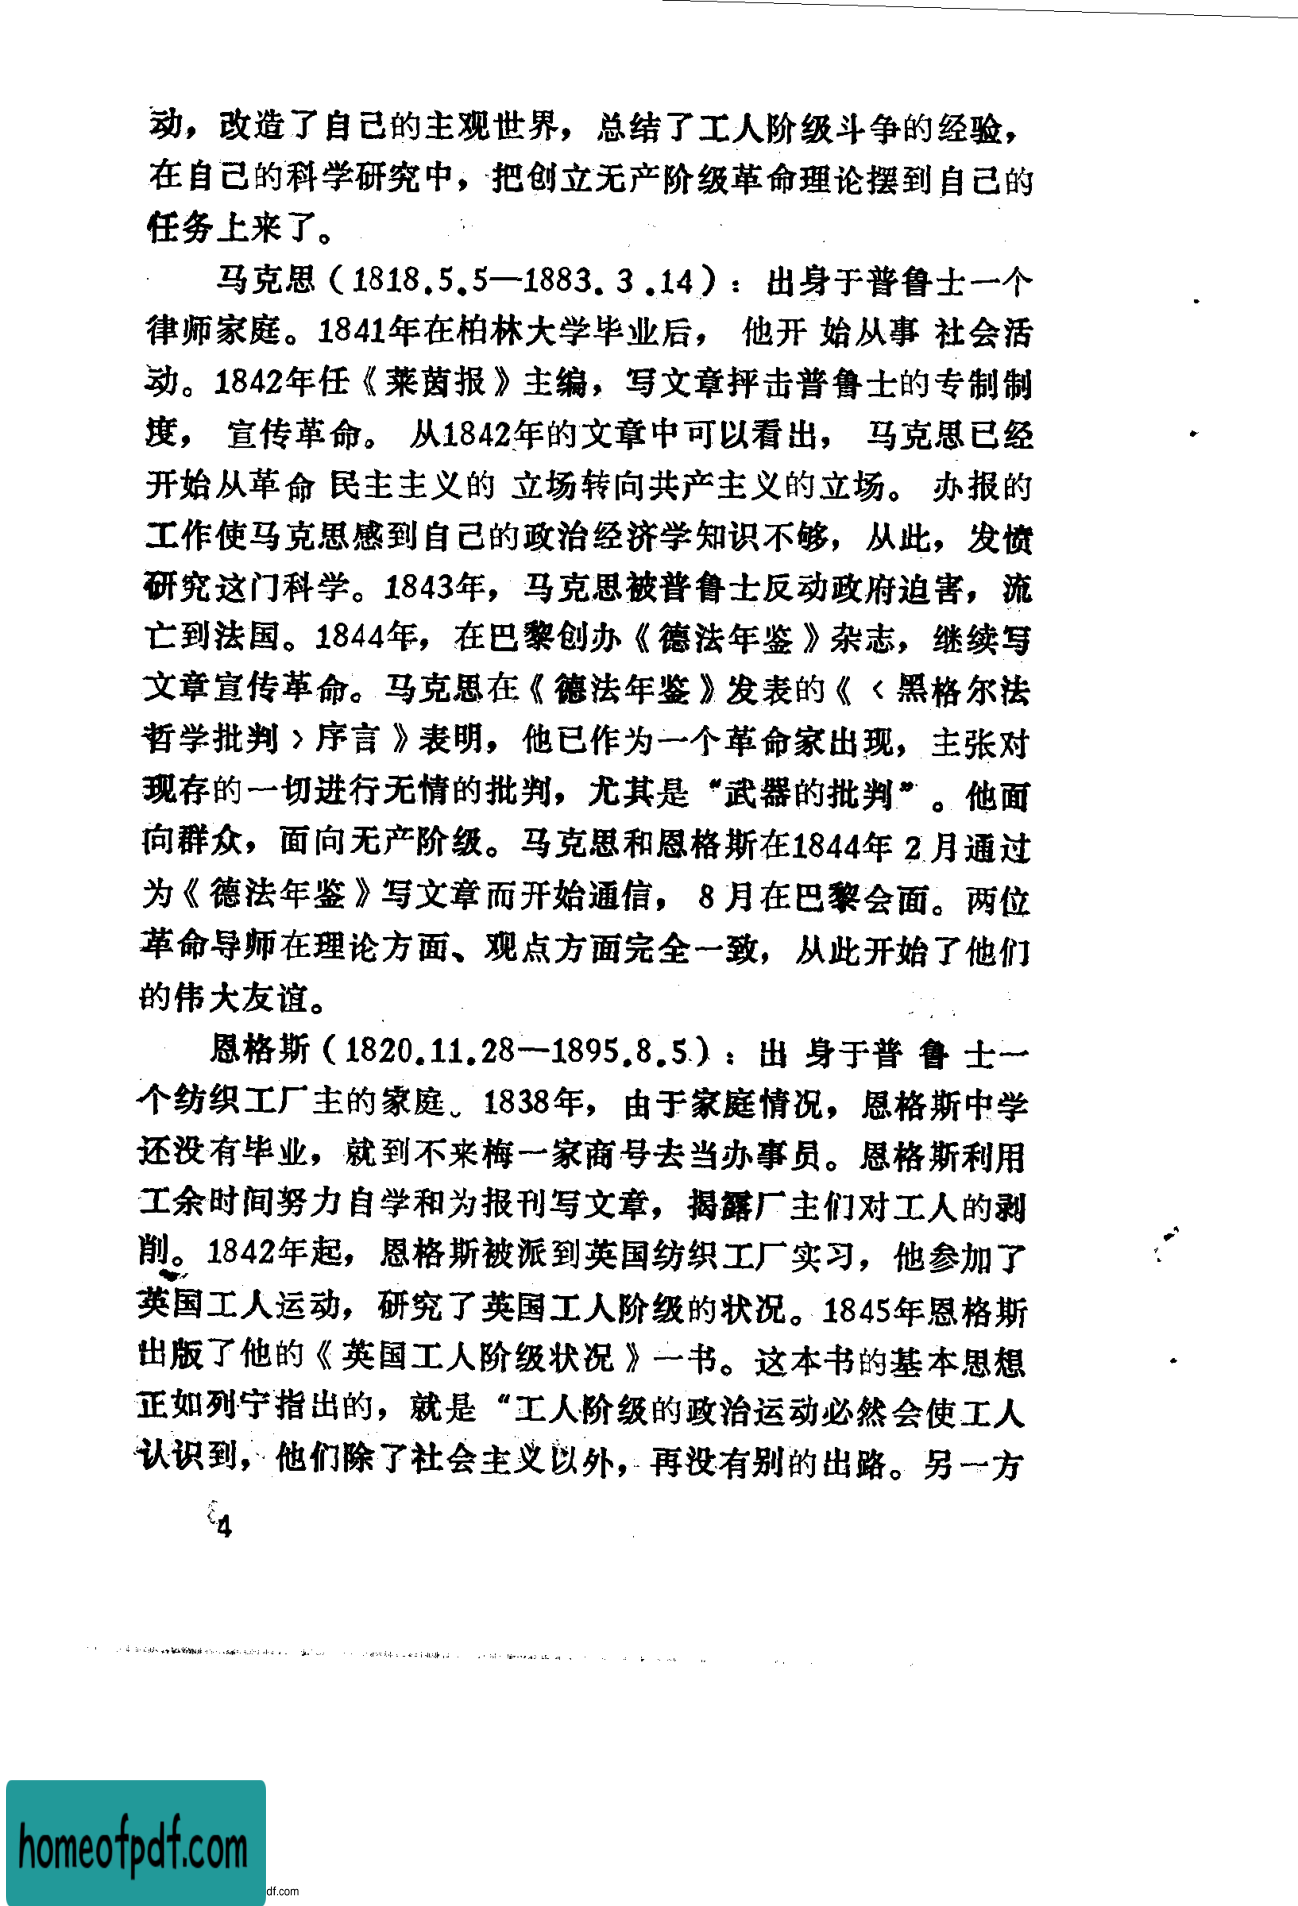 动，改造了自己的主观世界，总结了工人阶级斗争的经验，
在自己的科学研究中，把创立无产阶级革命理论摆到自己的
任务上来了。
马克思（1818.5.5—1883.3.14）：出身于普鲁士一个
律师家庭。1841年在柏林大学毕业后，他开始从事社会活
动。1842年任《莱茵报》主编，写文章抨击普鲁士的专制制
度，宣传革命。从1842年的文章中可以看出，马克思已经
开始从革命民主主义的立场转向共产主义的立场。办报的
工作使马克思感到自己的政治经济学知识不够，从此，发愤
研究这门科学。1843年，马克思被普鲁士反动政府迫害，流
亡到法国。1844年，在巴黎创办《德法年鉴》杂志，继续写
文章宣传革命。马克思在《德法年鉴》发表的《〈黑格尔法
哲学批判〉序言》表明，他已作为一个革命家出现，主张对
现存的一切进行无情的批判，尤其是“武器的批判”。他面
向群众，面向无产阶级。马克思和恩格斯在1844年2月通过
为《德法年鉴》写文章而开始通信，8月在巴黎会面。两位
革命导师在理论方面、观点方面完全一致，从此开始了他们
的伟大友谊。
恩格斯（1820.11.28—1895.8.5）：出身于普鲁士一
个纺织工厂主的家庭。1838年，由于家庭情况，恩格斯中学
还没有毕业，就到不来梅一家商号去当办事员。恩格斯利用
工余时间努力自学和为报刊写文章，揭露厂主们对工人的剥
削。1842年起，恩格斯被派到英国纺织工厂实习，他参加了
英国工人运动，研究了英国工人阶级的状况。1845年恩格斯
出版了他的《英国工人阶级状况》一书。这本书的基本思想
正如列宁指出的，就是“工人阶级的政治运动必然会使工人
认识到，他们除了社会主义以外，再没有别的出路。另一方
4
homeofpdf.com
df.com